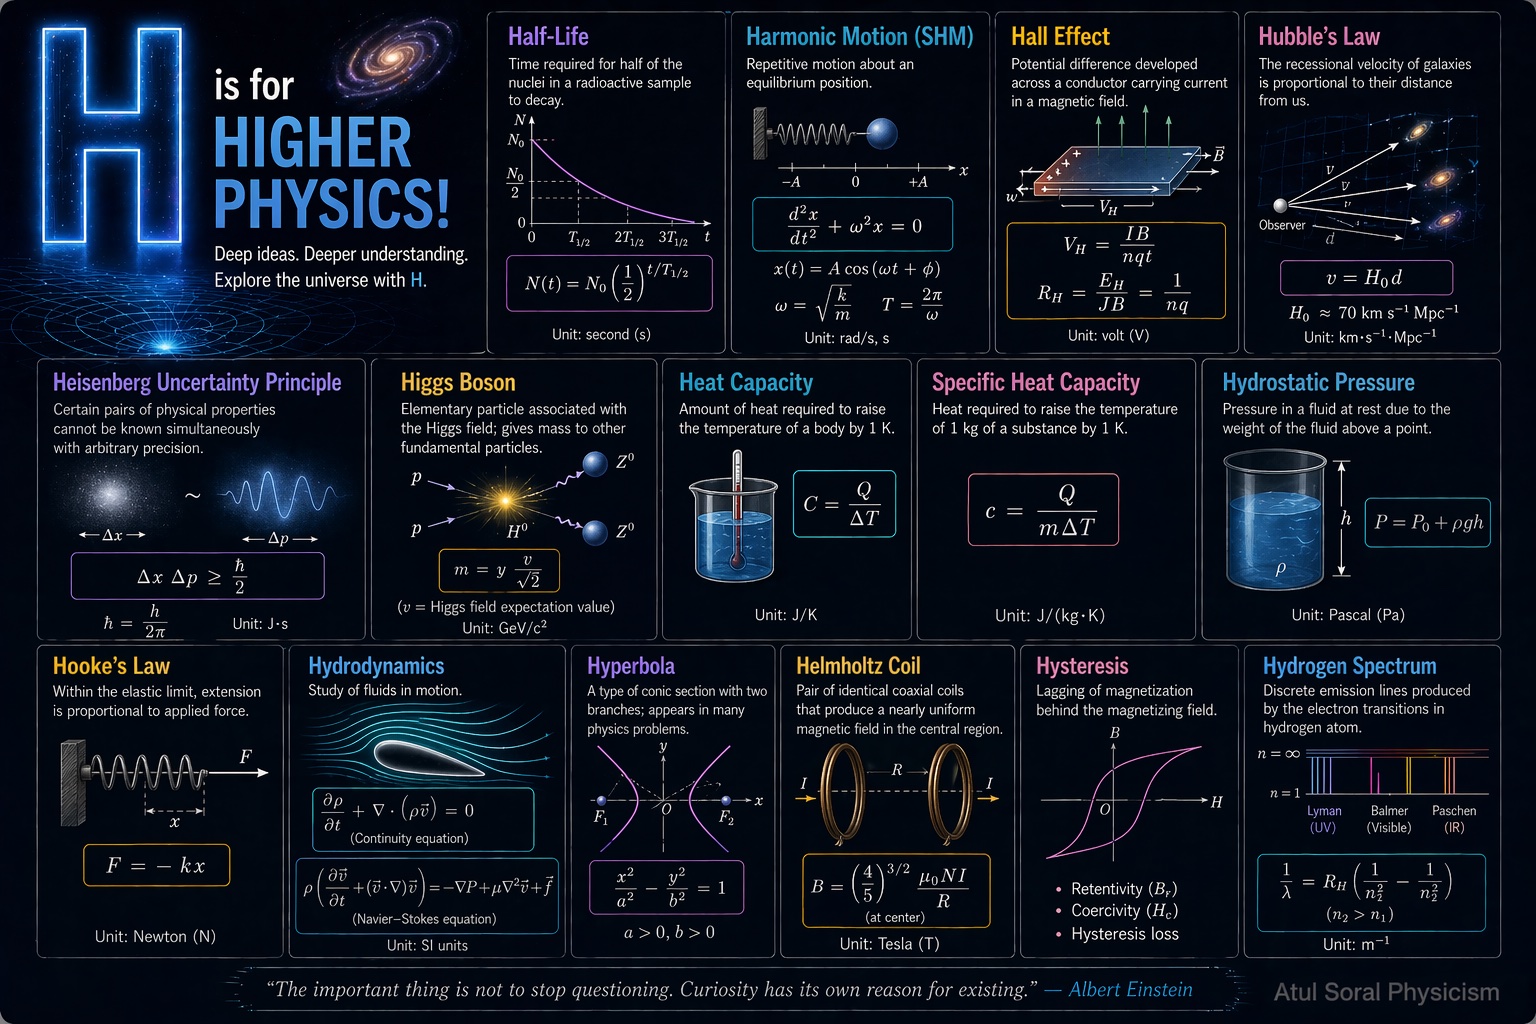 H
is for
HIGHER
PHYSICS!
Deep ideas. Deeper understanding.
Explore the universe with H.
Half-Life
Time required for half of the
nuclei in a radioactive sample
to decay.
N
N₀
N₀/2
0
0 T₁/₂ 2T₁/₂ 3T₁/₂ t
N(t) = N₀ (1/2)^(t/T₁/₂)
Unit: second (s)
Harmonic Motion (SHM)
Repetitive motion about an
equilibrium position.
−A 0 +A x
d²x/dt² + ω²x = 0
x(t) = A cos (ωt + ϕ)
ω = √(k/m) T = 2π/ω
Unit: rad/s, s
Hall Effect
Potential difference developed
across a conductor carrying current
in a magnetic field.
B⃗
w
V_H
V_H = IB/nqt
R_H = E_H/JB = 1/nq
Unit: volt (V)
Hubble's Law
The recessional velocity of galaxies
is proportional to their distance
from us.
v
v
v
Observer
d
v = H₀d
H₀ ≈ 70 km s⁻¹ Mpc⁻¹
Unit: km·s⁻¹·Mpc⁻¹
Heisenberg Uncertainty Principle
Certain pairs of physical properties
cannot be known simultaneously
with arbitrary precision.
~
Δx Δp
Δx Δp ≥ ħ/2
ħ = h/2π Unit: J·s
Higgs Boson
Elementary particle associated with
the Higgs field; gives mass to other
fundamental particles.
p Z⁰
p H⁰ Z⁰
m = y v/√2
(v = Higgs field expectation value)
Unit: GeV/c²
Heat Capacity
Amount of heat required to raise
the temperature of a body by 1 K.
C = Q/ΔT
Unit: J/K
Specific Heat Capacity
Heat required to raise the temperature
of 1 kg of a substance by 1 K.
c = Q/mΔT
Unit: J/(kg·K)
Hydrostatic Pressure
Pressure in a fluid at rest due to the
weight of the fluid above a point.
h
ρ
P = P₀ + ρgh
Unit: Pascal (Pa)
Hooke's Law
Within the elastic limit, extension
is proportional to applied force.
F
x
F = − kx
Unit: Newton (N)
Hydrodynamics
Study of fluids in motion.
∂ρ/∂t + ∇ · (ρv⃗) = 0
(Continuity equation)
ρ(∂v⃗/∂t + (v⃗·∇)v⃗) = −∇P + μ∇²v⃗ + f⃗
(Navier–Stokes equation)
Unit: SI units
Hyperbola
A type of conic section with two
branches; appears in many
physics problems.
y
x
F₁ O F₂
x²/a² − y²/b² = 1
a > 0, b > 0
Helmholtz Coil
Pair of identical coaxial coils
that produce a nearly uniform
magnetic field in the central region.
R
I I
B = (4/5)^(3/2) μ₀NI/R
(at center)
Unit: Tesla (T)
Hysteresis
Lagging of magnetization
behind the magnetizing field.
B
O H
• Retentivity (B_r)
• Coercivity (H_c)
• Hysteresis loss
Hydrogen Spectrum
Discrete emission lines produced
by the electron transitions in
hydrogen atom.
n = ∞
n = 1
Lyman Balmer Paschen
(UV) (Visible) (IR)
1/λ = R_H (1/n₂² − 1/n₂²)
(n₂ > n₁)
Unit: m⁻¹
"The important thing is not to stop questioning. Curiosity has its own reason for existing." — Albert Einstein
Atul Soral Physicism